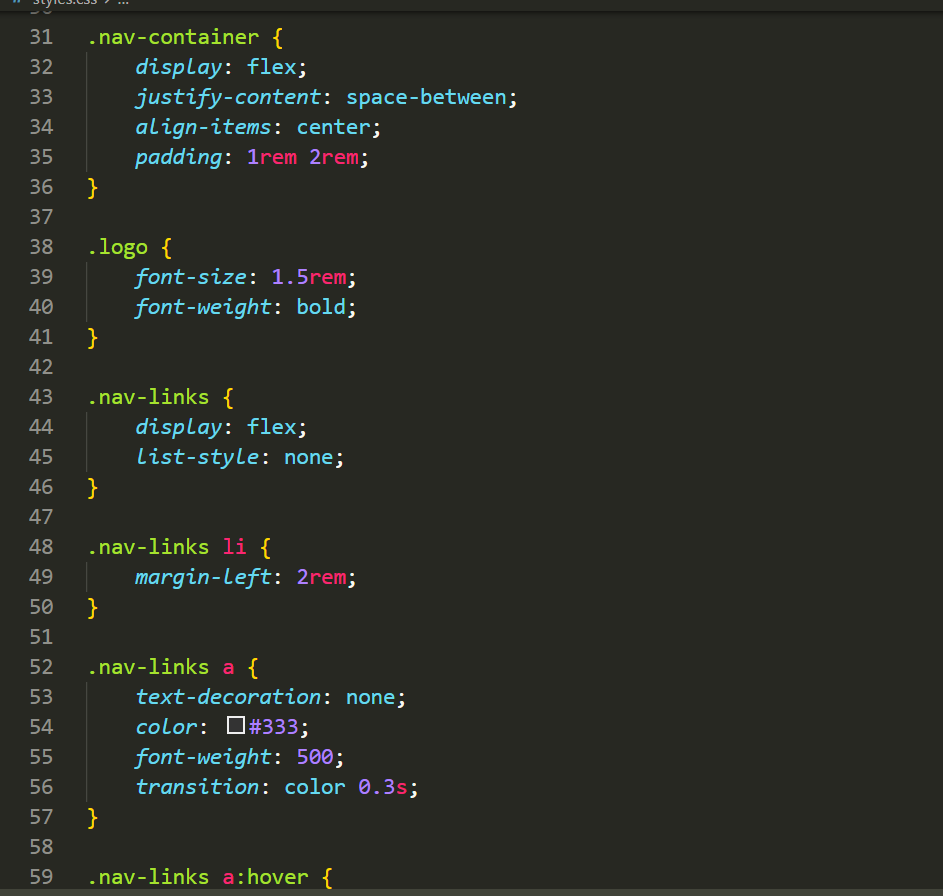 styles.css > ...
30
31 .nav-container {
32     display: flex;
33     justify-content: space-between;
34     align-items: center;
35     padding: 1rem 2rem;
36 }
37
38 .logo {
39     font-size: 1.5rem;
40     font-weight: bold;
41 }
42
43 .nav-links {
44     display: flex;
45     list-style: none;
46 }
47
48 .nav-links li {
49     margin-left: 2rem;
50 }
51
52 .nav-links a {
53     text-decoration: none;
54     color: #333;
55     font-weight: 500;
56     transition: color 0.3s;
57 }
58
59 .nav-links a:hover {